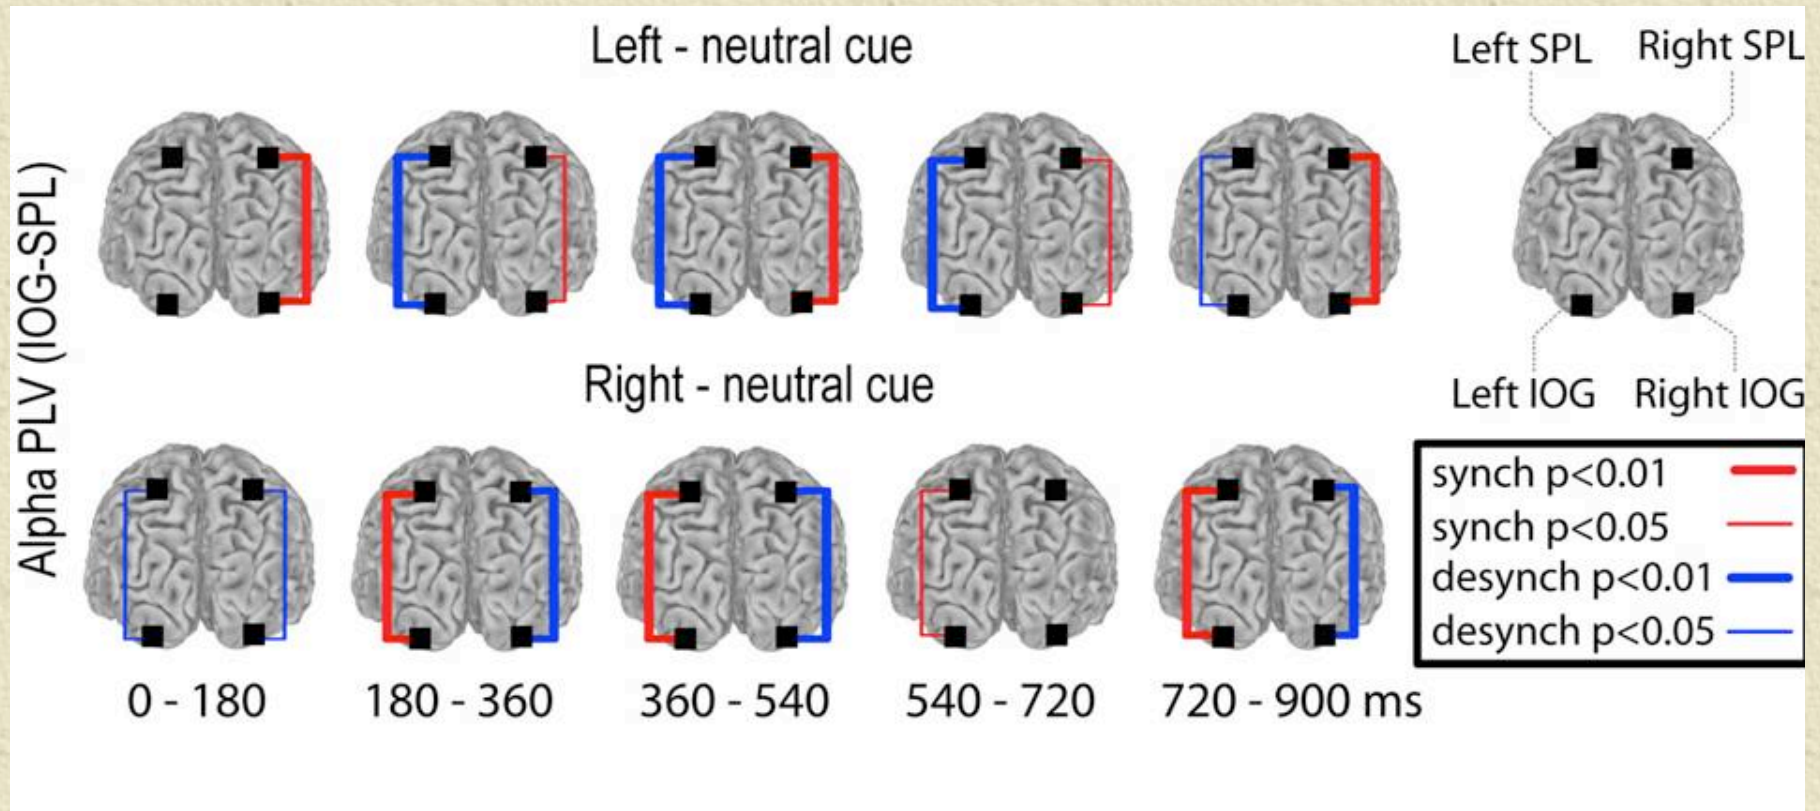 Left - neutral cue
Left SPL Right SPL
Alpha PLV (IOG-SPL)
Right - neutral cue
Left IOG Right IOG
synch p<0.01
synch p<0.05
desynch p<0.01
desynch p<0.05
0 - 180 180 - 360 360 - 540 540 - 720 720 - 900 ms